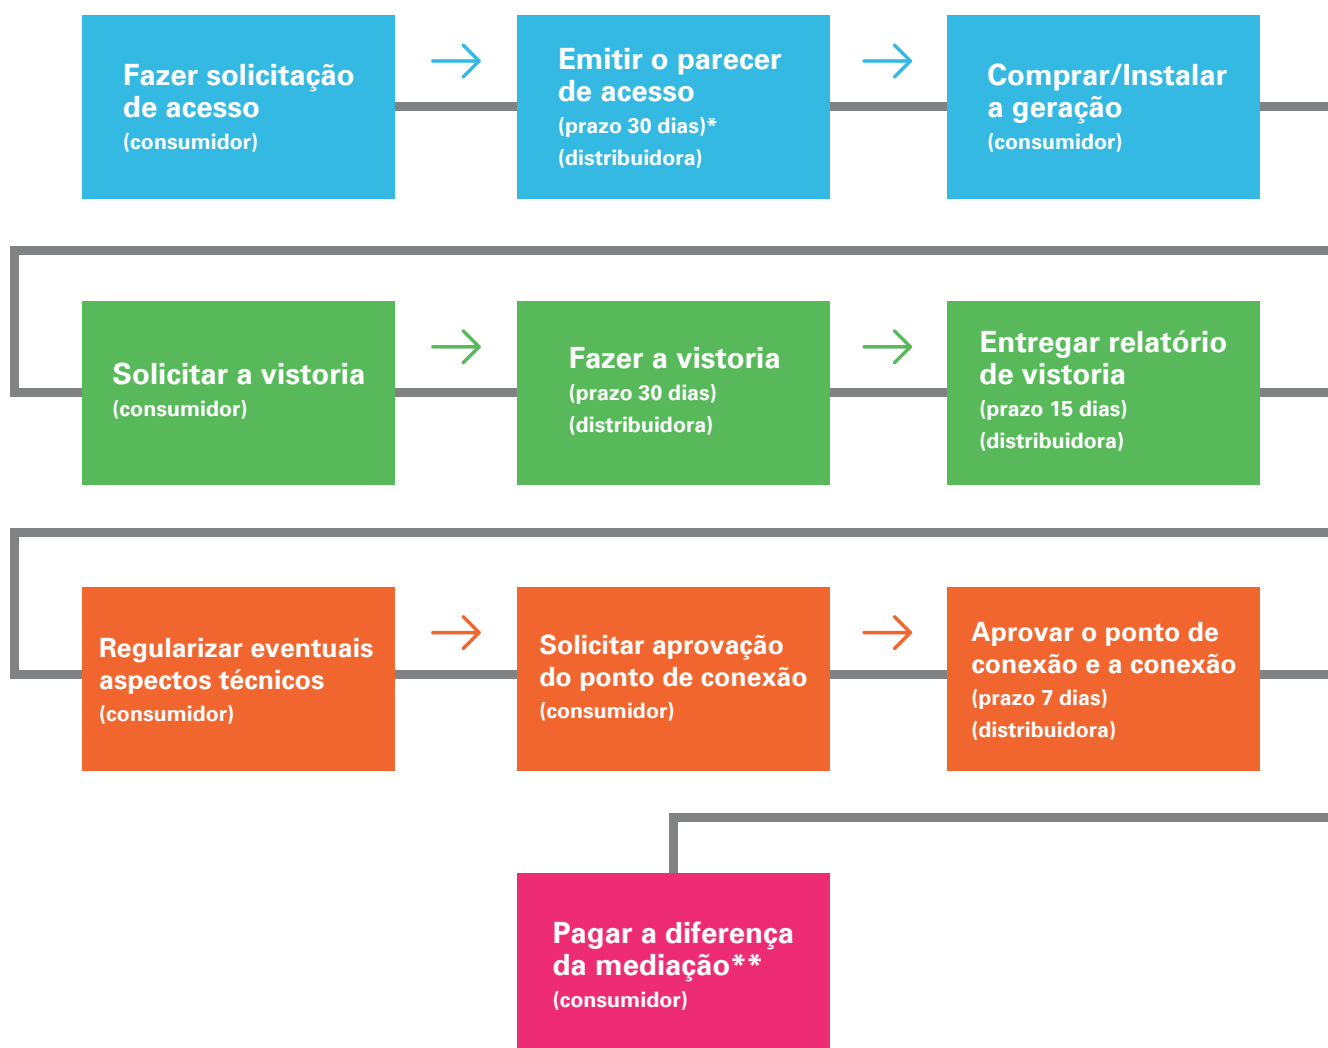 Fazer solicitação
de acesso
(consumidor)
Emitir o parecer
de acesso
(prazo 30 dias)*
(distribuidora)
Comprar/Instalar
a geração
(consumidor)
Solicitar a vistoria
(consumidor)
Fazer a vistoria
(prazo 30 dias)
(distribuidora)
Entregar relatório
de vistoria
(prazo 15 dias)
(distribuidora)
Regularizar eventuais
aspectos técnicos
(consumidor)
Solicitar aprovação
do ponto de conexão
(consumidor)
Aprovar o ponto de
conexão e a conexão
(prazo 7 dias)
(distribuidora)
Pagar a diferença
da mediação**
(consumidor)